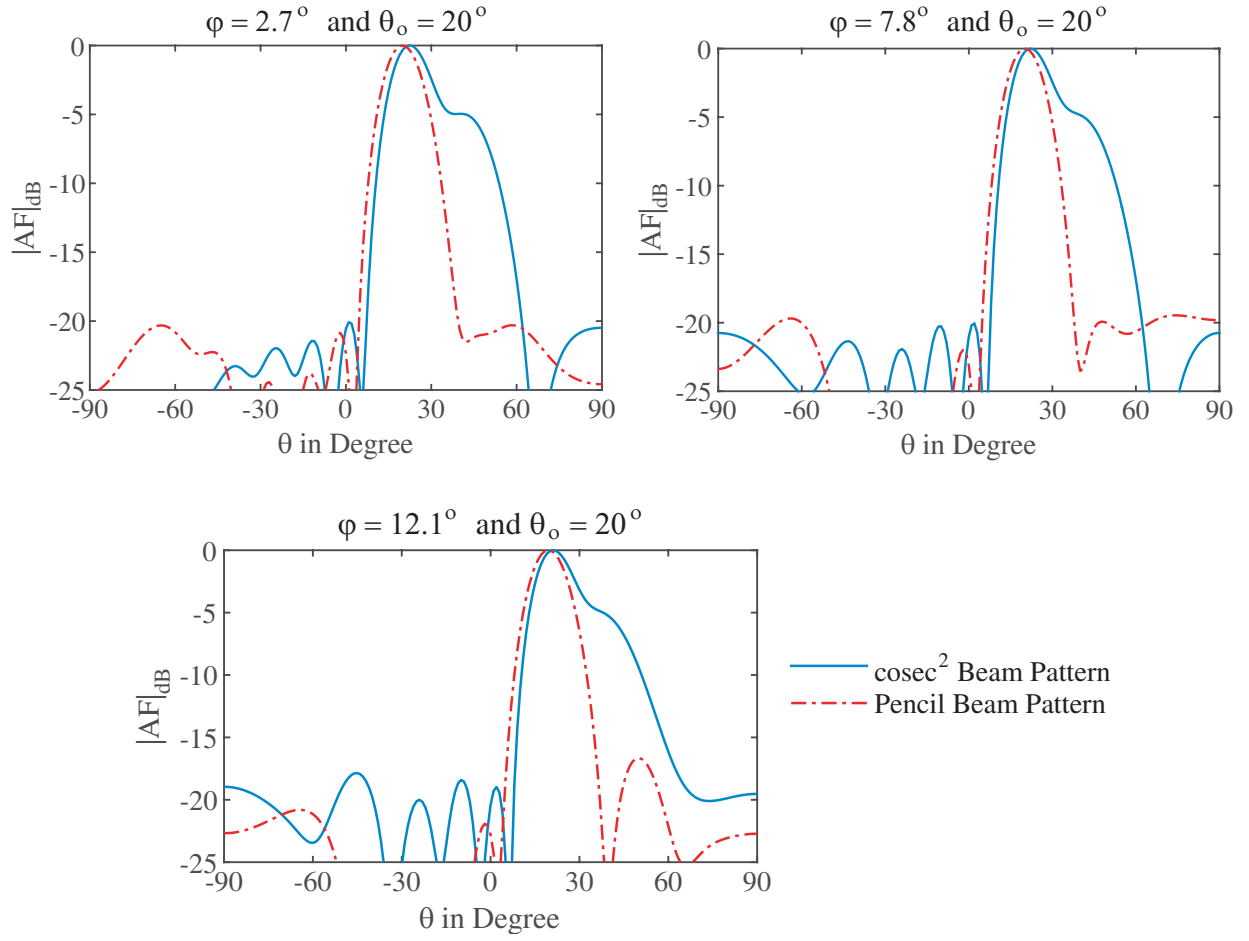 φ = 2.7° and θo = 20°
0
-5
-10
-15
-20
-25
|AF|dB
-90 -60 -30 0 30 60 90
θ in Degree
φ = 7.8° and θo = 20°
0
-5
-10
-15
-20
-25
|AF|dB
-90 -60 -30 0 30 60 90
θ in Degree
φ = 12.1° and θo = 20°
0
-5
-10
-15
-20
-25
|AF|dB
-90 -60 -30 0 30 60 90
θ in Degree
cosec² Beam Pattern
Pencil Beam Pattern